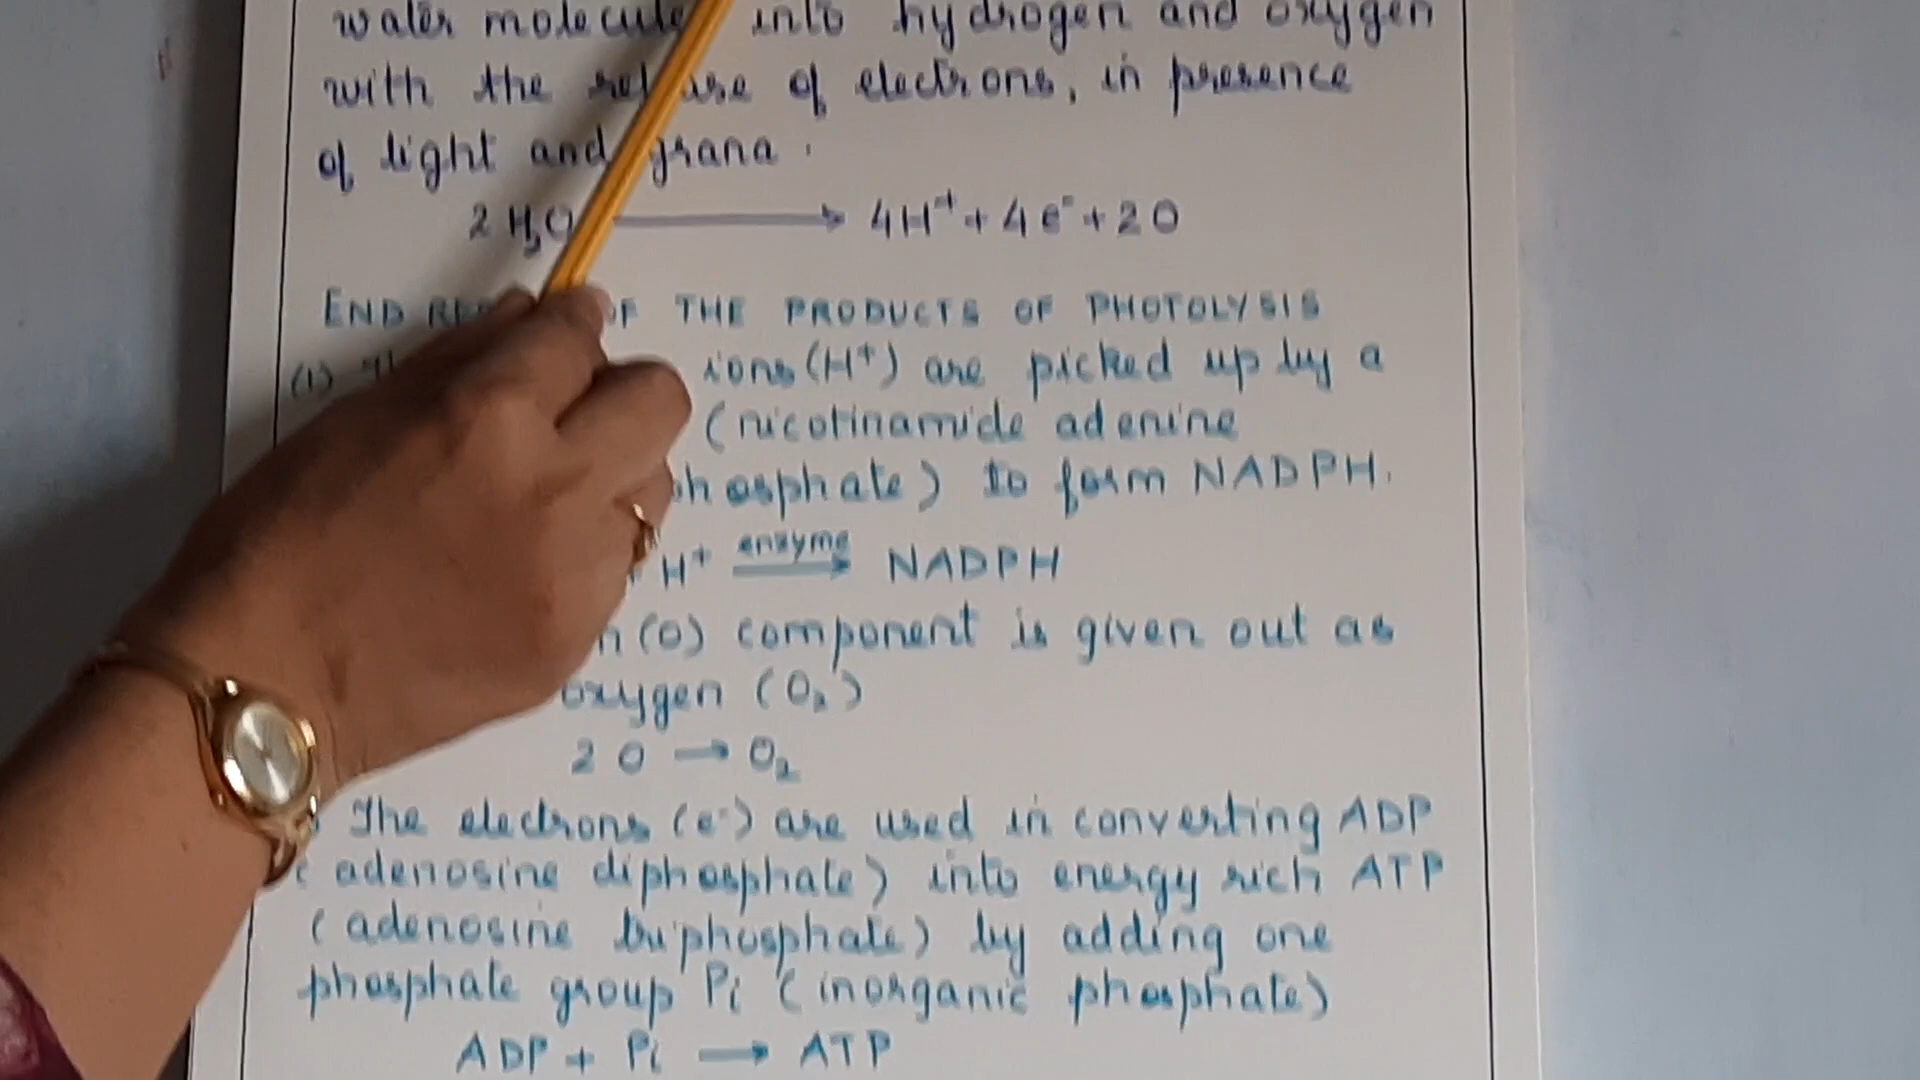 water molecule into hydrogen and oxygen
with the release of electrons, in presence
of light and grana.
2 H₂O → 4H⁺ + 4e⁻ + 2O
END OF THE PRODUCTS OF PHOTOLYSIS
(1) ions (H⁺) are picked up by a
(nicotinamide adenine
phosphate) to form NADPH.
H⁺ enzyme → NADPH
(O) component is given out as
oxygen (O₂)
2 O → O₂
The electrons (e⁻) are used in converting ADP
(adenosine diphosphate) into energy rich ATP
(adenosine triphosphate) by adding one
phosphate group Pi (inorganic phosphate)
ADP + Pi → ATP